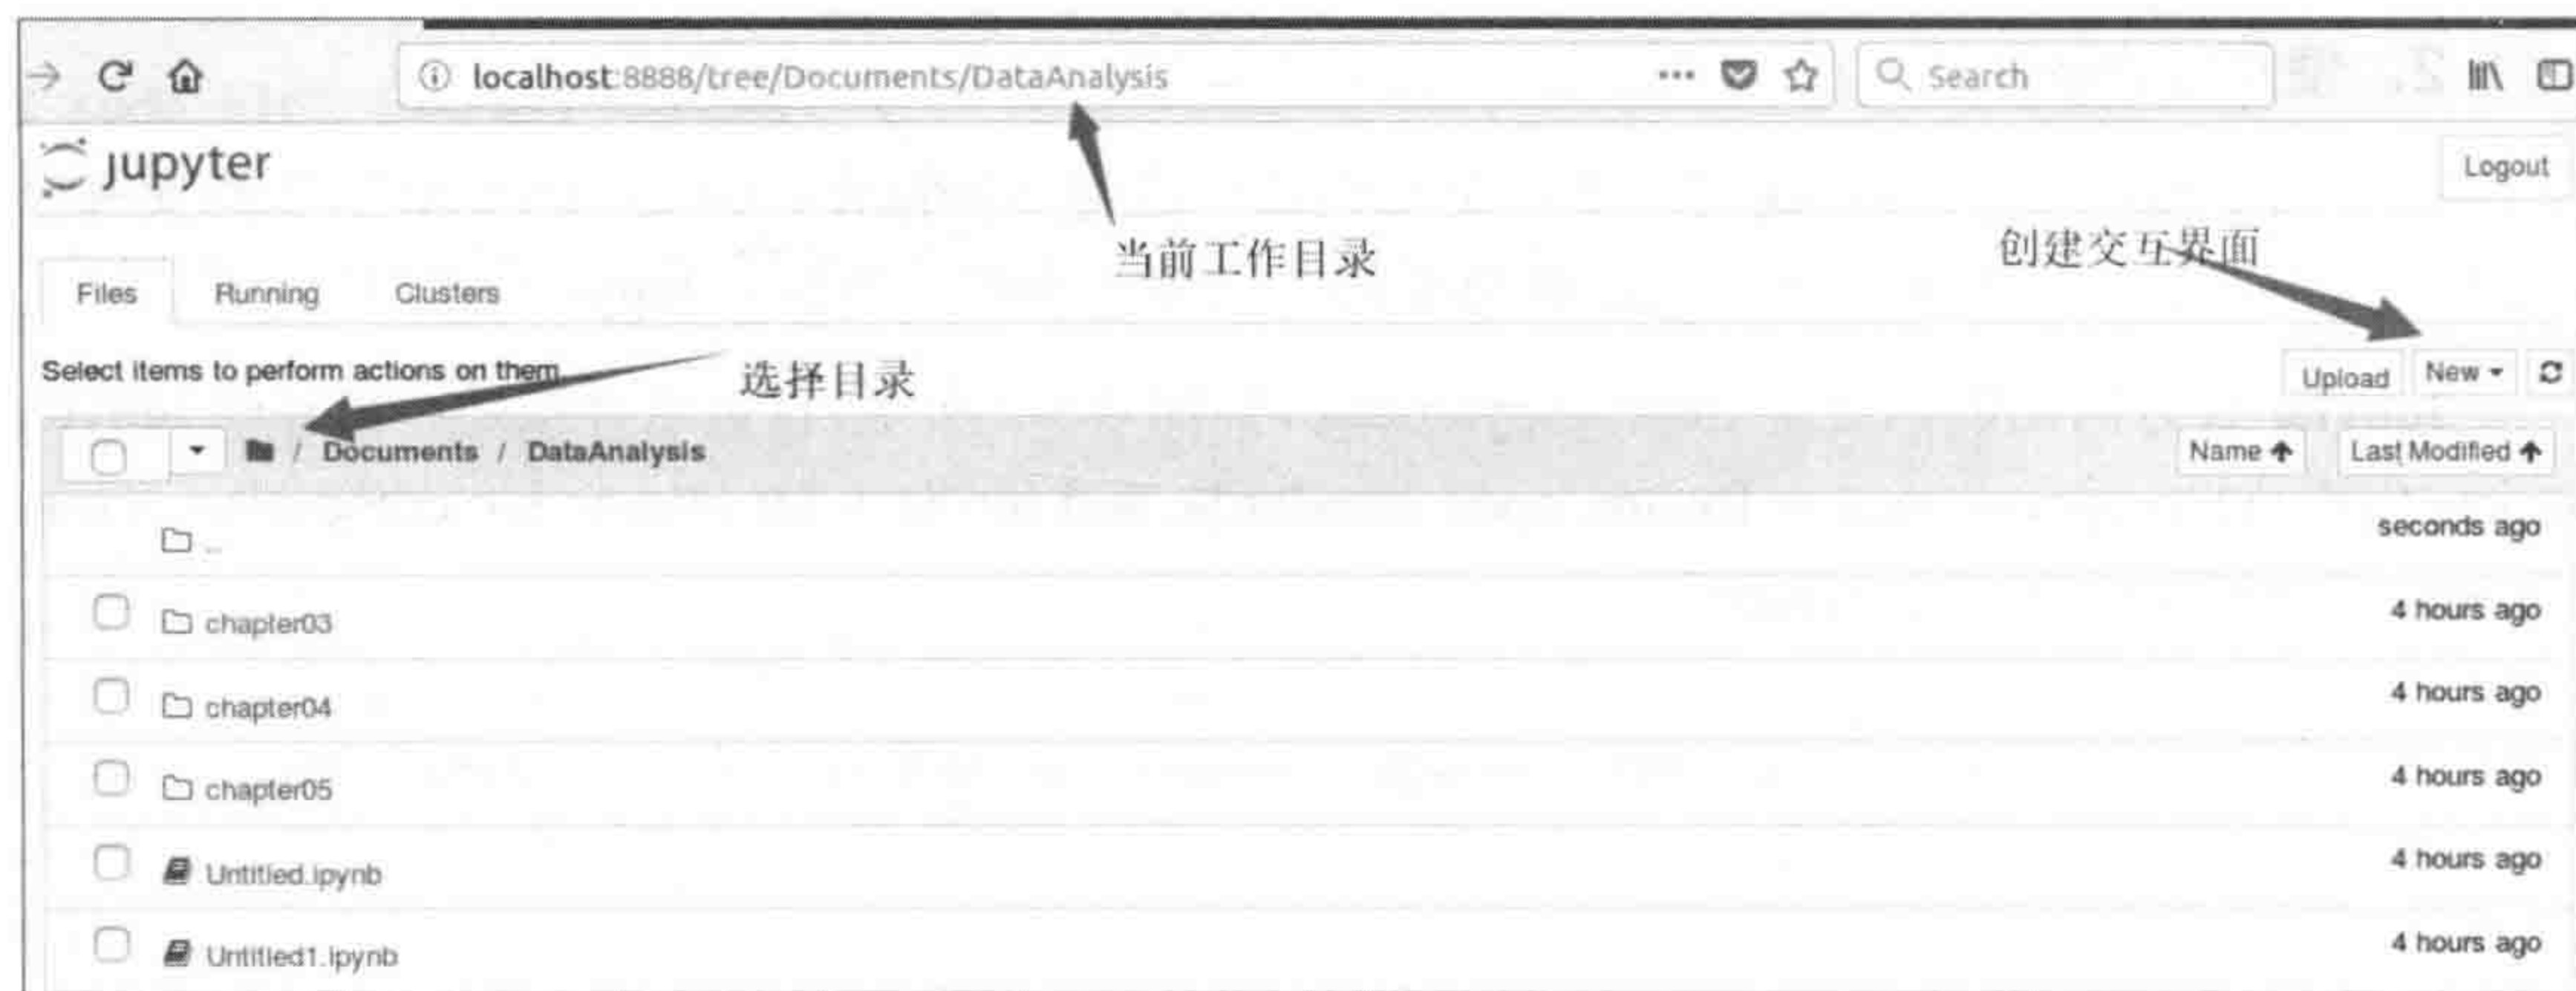 localhost:8888/tree/Documents/DataAnalysis
Search
jupyter
Logout
当前工作目录
创建交互界面
Files
Running
Clusters
Select items to perform actions on them.
选择目录
Upload
New
/ Documents / DataAnalysis
Name
Last Modified
..
seconds ago
chapter03
4 hours ago
chapter04
4 hours ago
chapter05
4 hours ago
Untitled.ipynb
4 hours ago
Untitled1.ipynb
4 hours ago